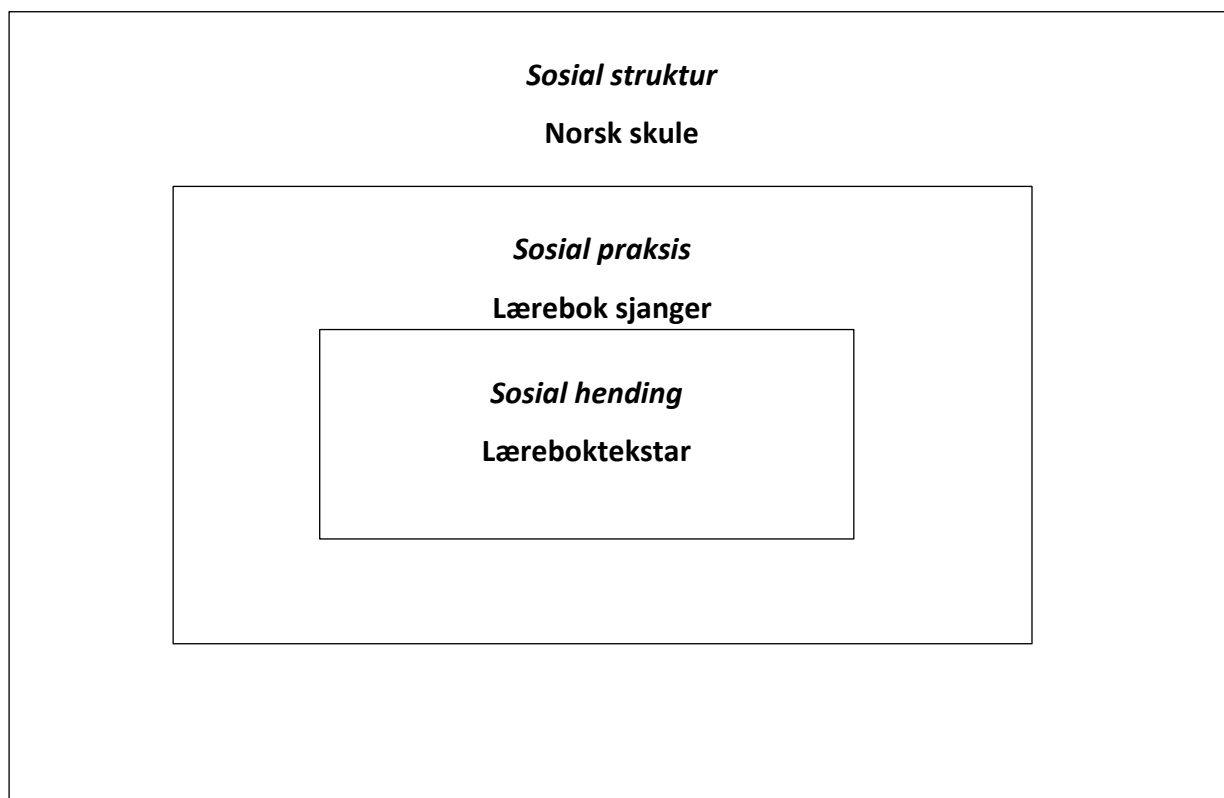 Sosial struktur
Norsk skule
Sosial praksis
Lærebok sjanger
Sosial hending
Læreboktekstar